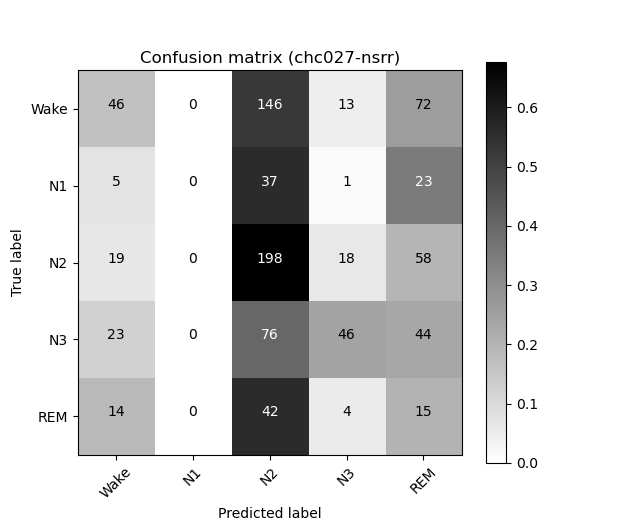 Confusion matrix (chc027-nsrr)
Wake 46 0 146 13 72
N1 5 0 37 1 23
N2 19 0 198 18 58
N3 23 0 76 46 44
REM 14 0 42 4 15
Wake N1 N2 N3 REM
Predicted label
True label
0.6
0.5
0.4
0.3
0.2
0.1
0.0